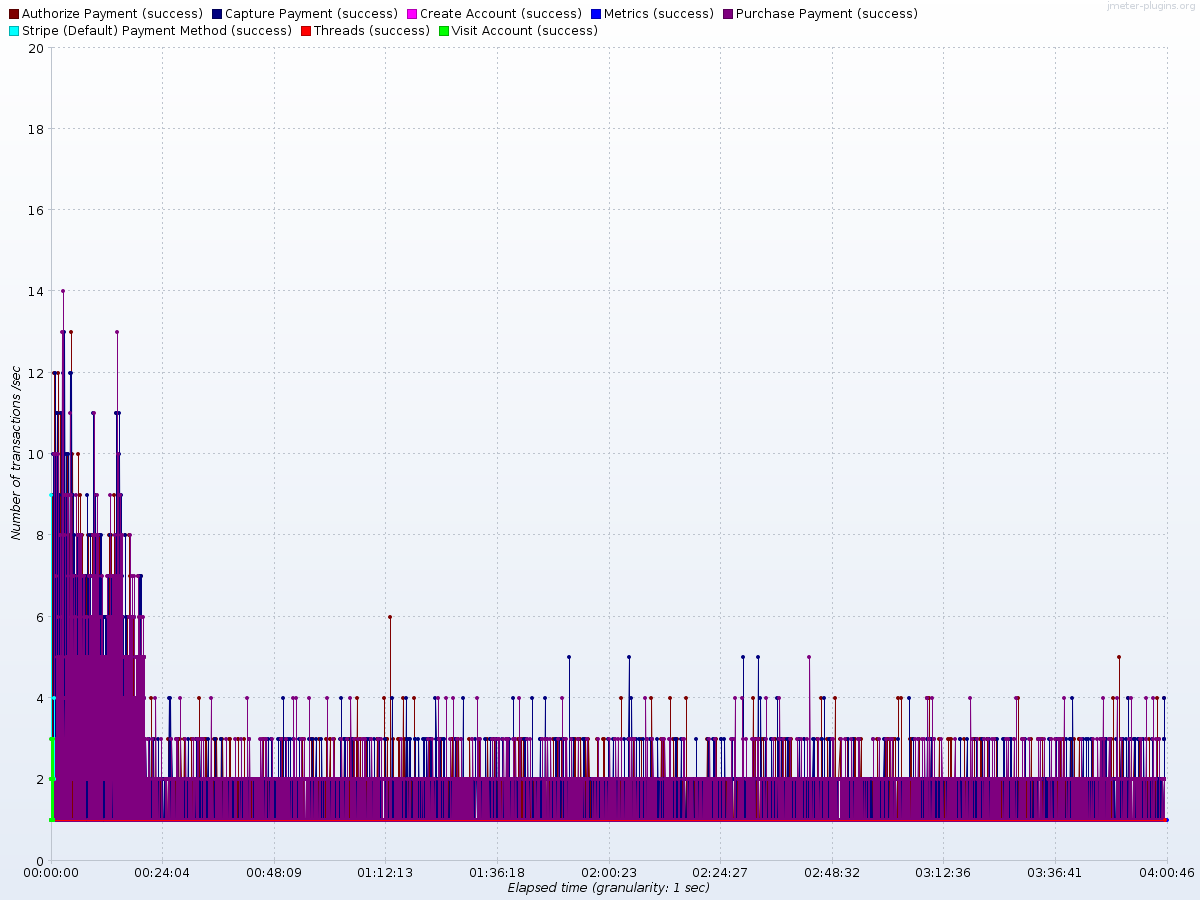 jmeter-plugins.org
Authorize Payment (success) Capture Payment (success) Create Account (success) Metrics (success) Purchase Payment (success)
Stripe (Default) Payment Method (success) Threads (success) Visit Account (success)
20
18
16
14
12
10
8
6
4
2
0
Number of transactions /sec
00:00:00 00:24:04 00:48:09 01:12:13 01:36:18 02:00:23 02:24:27 02:48:32 03:12:36 03:36:41 04:00:46
Elapsed time (granularity: 1 sec)